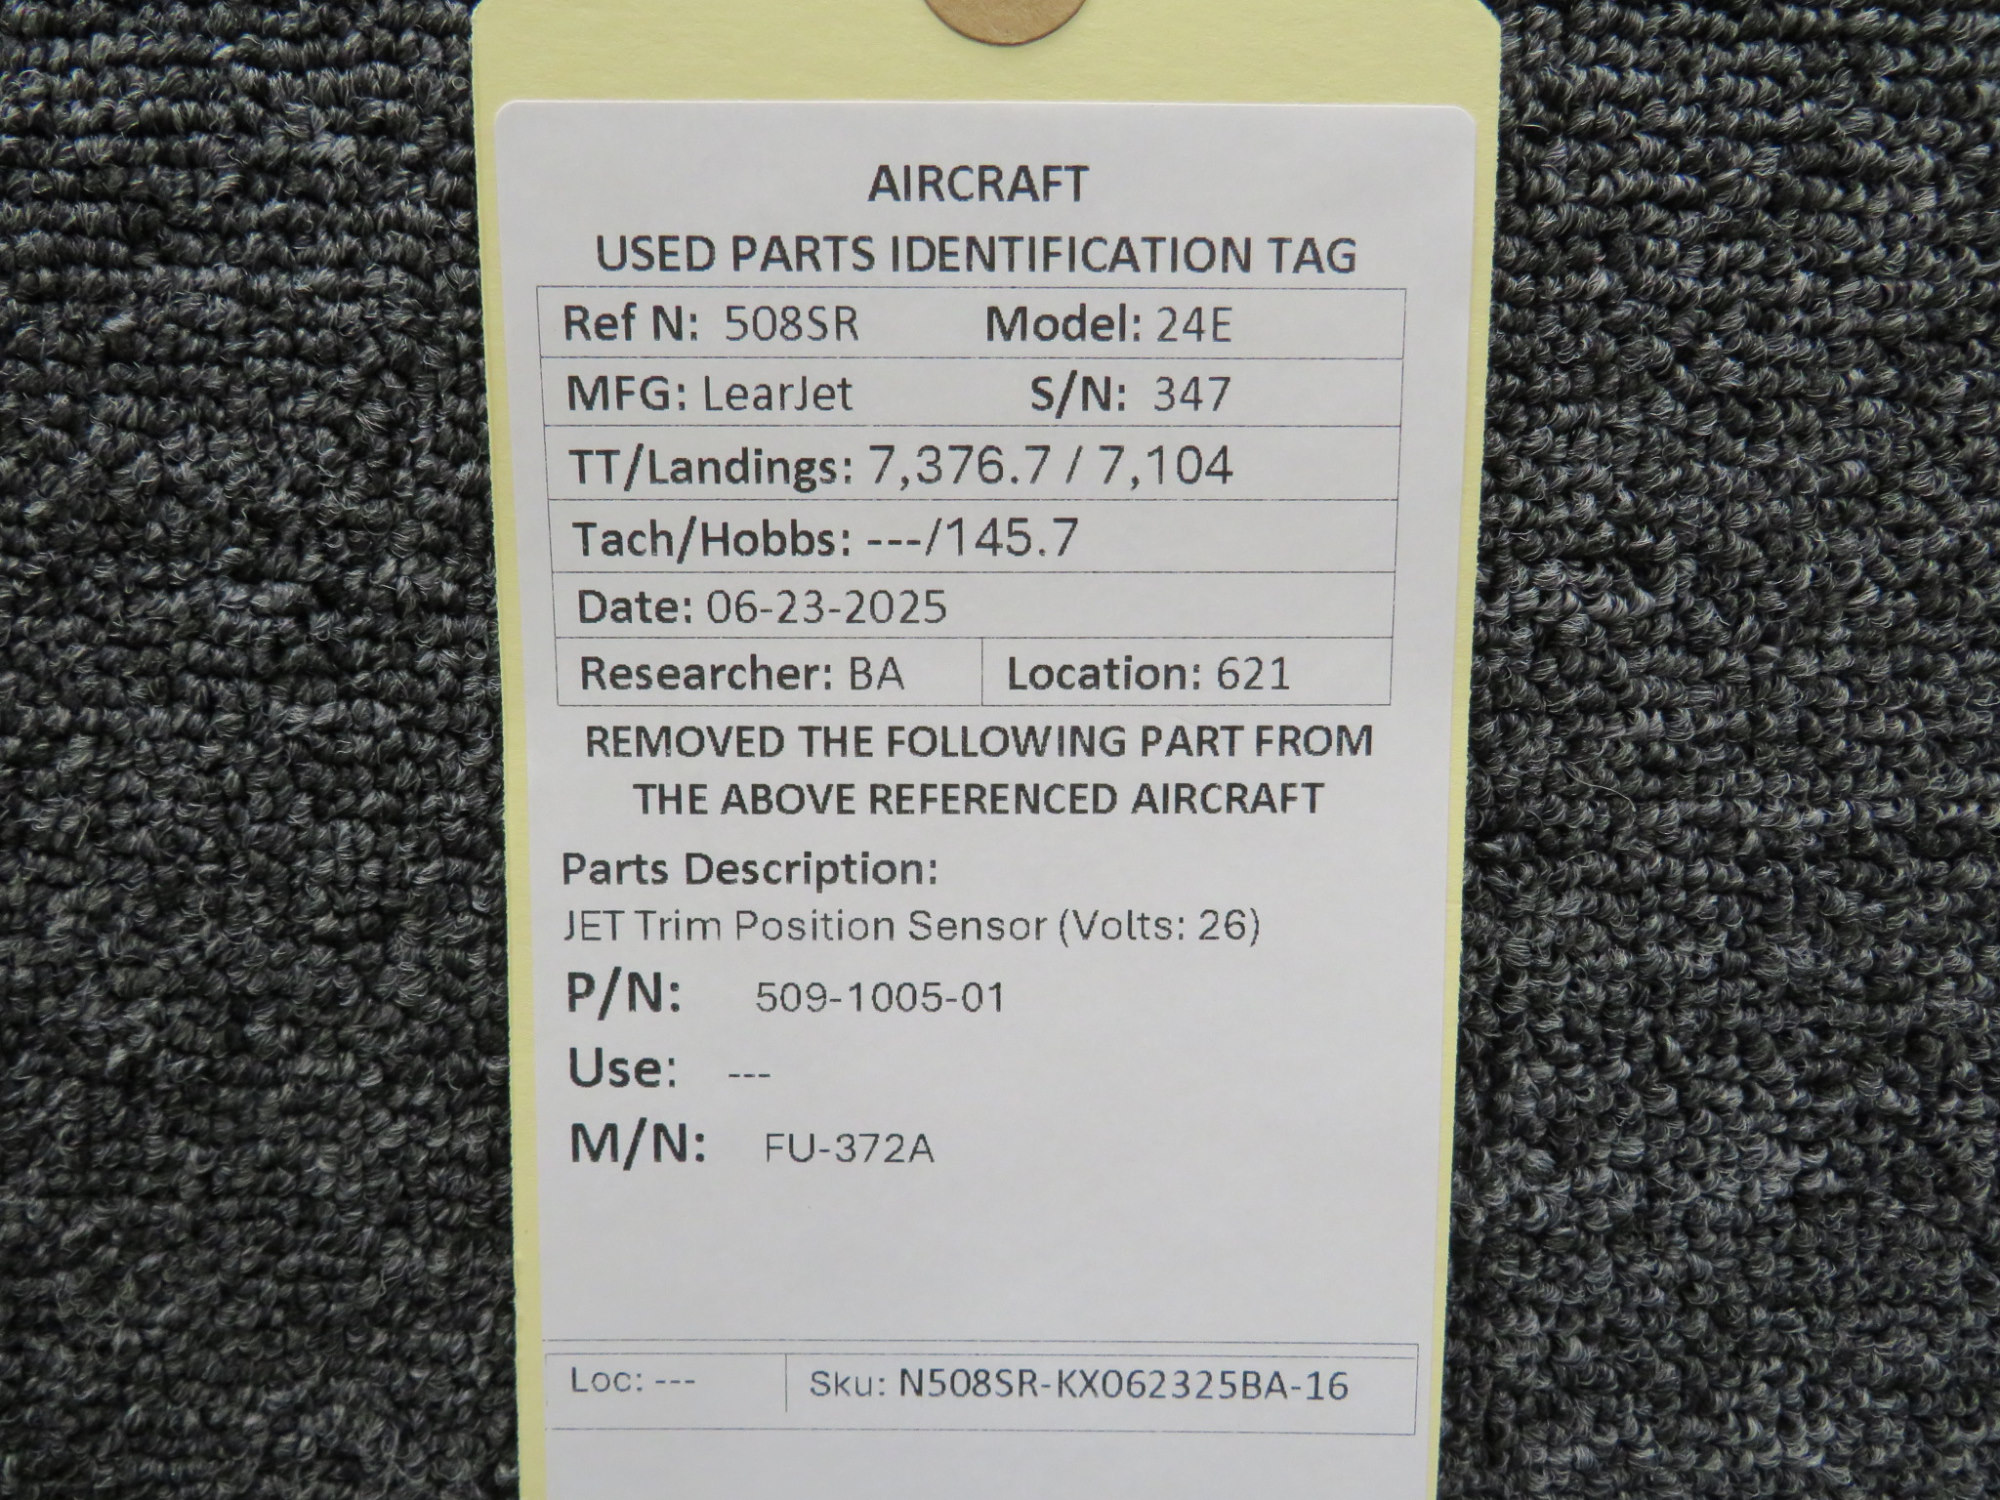 AIRCRAFT
USED PARTS IDENTIFICATION TAG
Ref N: 508SR Model: 24E
MFG: LearJet S/N: 347
TT/Landings: 7,376.7 / 7,104
Tach/Hobbs: ---/145.7
Date: 06-23-2025
Researcher: BA Location: 621
REMOVED THE FOLLOWING PART FROM
THE ABOVE REFERENCED AIRCRAFT
Parts Description:
JET Trim Position Sensor (Volts: 26)
P/N: 509-1005-01
Use: ---
M/N: FU-372A
Loc: --- Sku: N508SR-KX062325BA-16